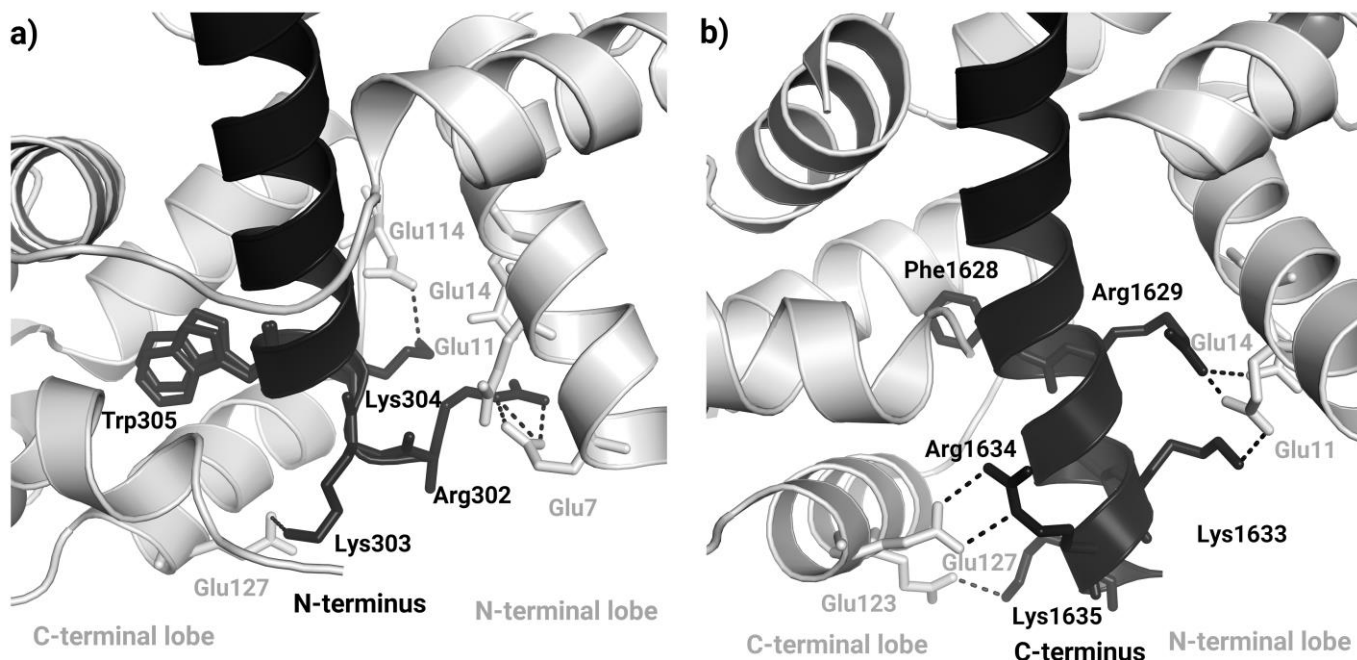 a)
Glu114
Glu14
Glu11
Lys304
Trp305
Arg302
Glu7
Lys303
Glu127
N-terminus
N-terminal lobe
C-terminal lobe
b)
Phe1628
Arg1629
Glu14
Arg1634
Glu11
Lys1633
Glu127
Glu123
Lys1635
C-terminal lobe
C-terminus
N-terminal lobe